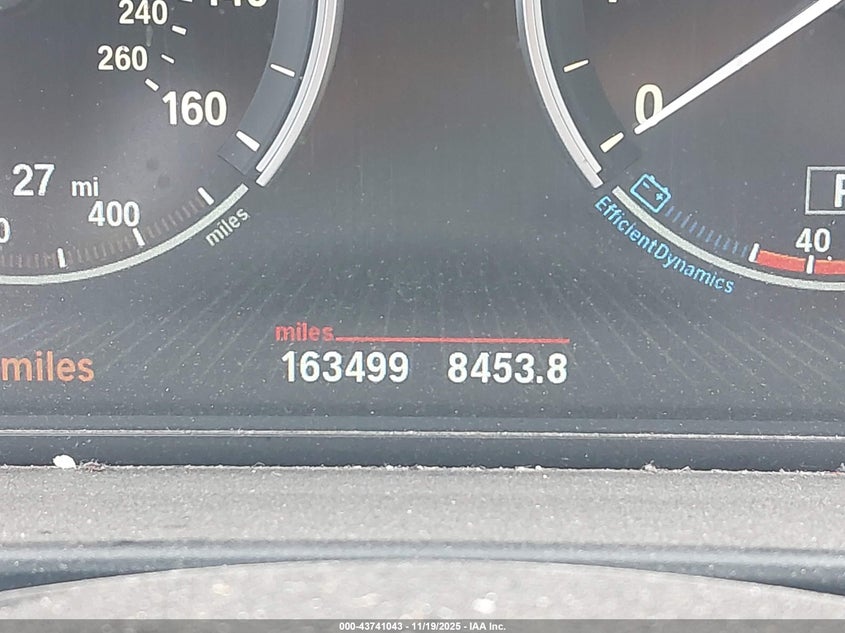 240
260
160
27 mi
400
miles
0
EfficientDynamics
40
miles
miles
163499 8453.8
000-43741043 - 11/19/2025 - IAA Inc.